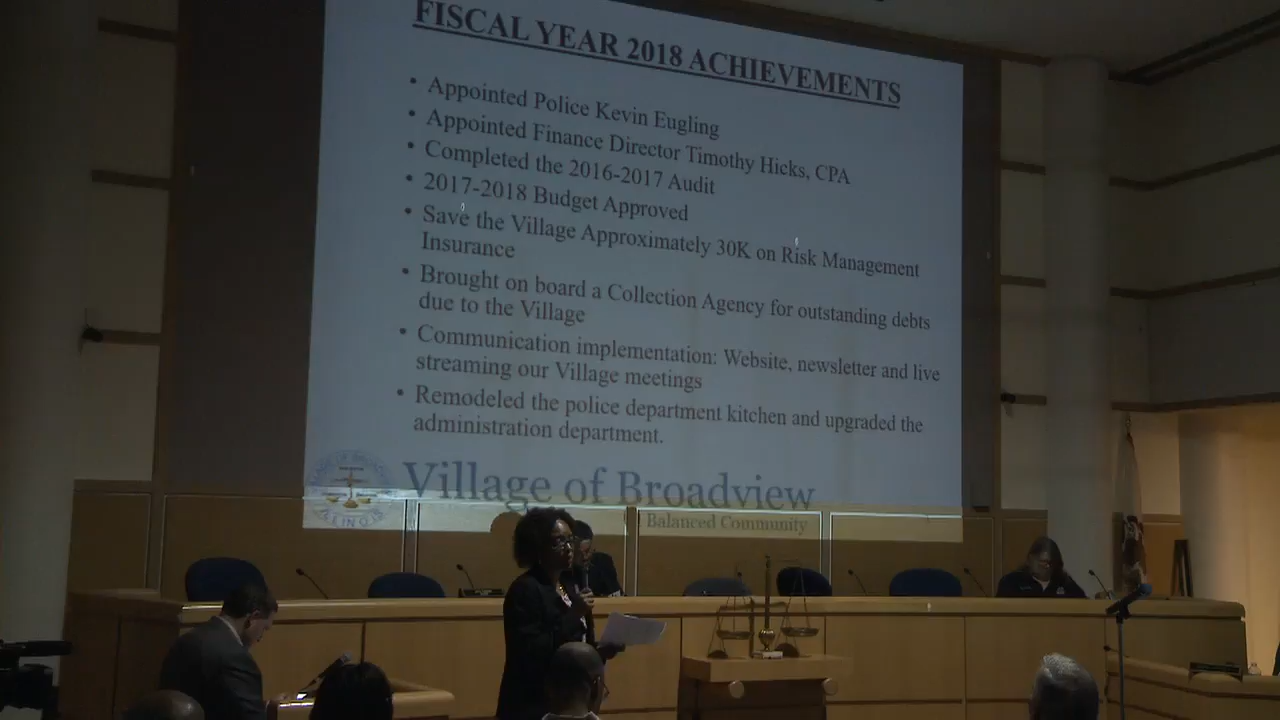 FISCAL YEAR 2018 ACHIEVEMENTS
• Appointed Police Kevin Eugling
• Appointed Finance Director Timothy Hicks, CPA
• Completed the 2016-2017 Audit
• 2017-2018 Budget Approved
• Save the Village Approximately 30K on Risk Management
Insurance
• Brought on board a Collection Agency for outstanding debts
due to the Village
• Communication implementation: Website, newsletter and live
streaming our Village meetings
• Remodeled the police department kitchen and upgraded the
administration department.
Village of Broadview
Balanced Community
ILLINOIS